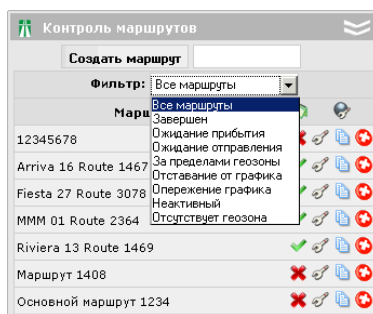 Контроль маршрутов
Создать маршрут
Фильтр: Все маршруты
Марш
Все маршруты
Завершен
Ожидание прибытия
Ожидание отправления
За пределами геозоны
Отставание от графика
Опережение графика
Неактивный
Отсутствует геозона
12345678
Arriva 16 Route 1467
Fiesta 27 Route 3078
MMM 01 Route 2364
Riviera 13 Route 1469
Маршрут 1408
Основной маршрут 1234